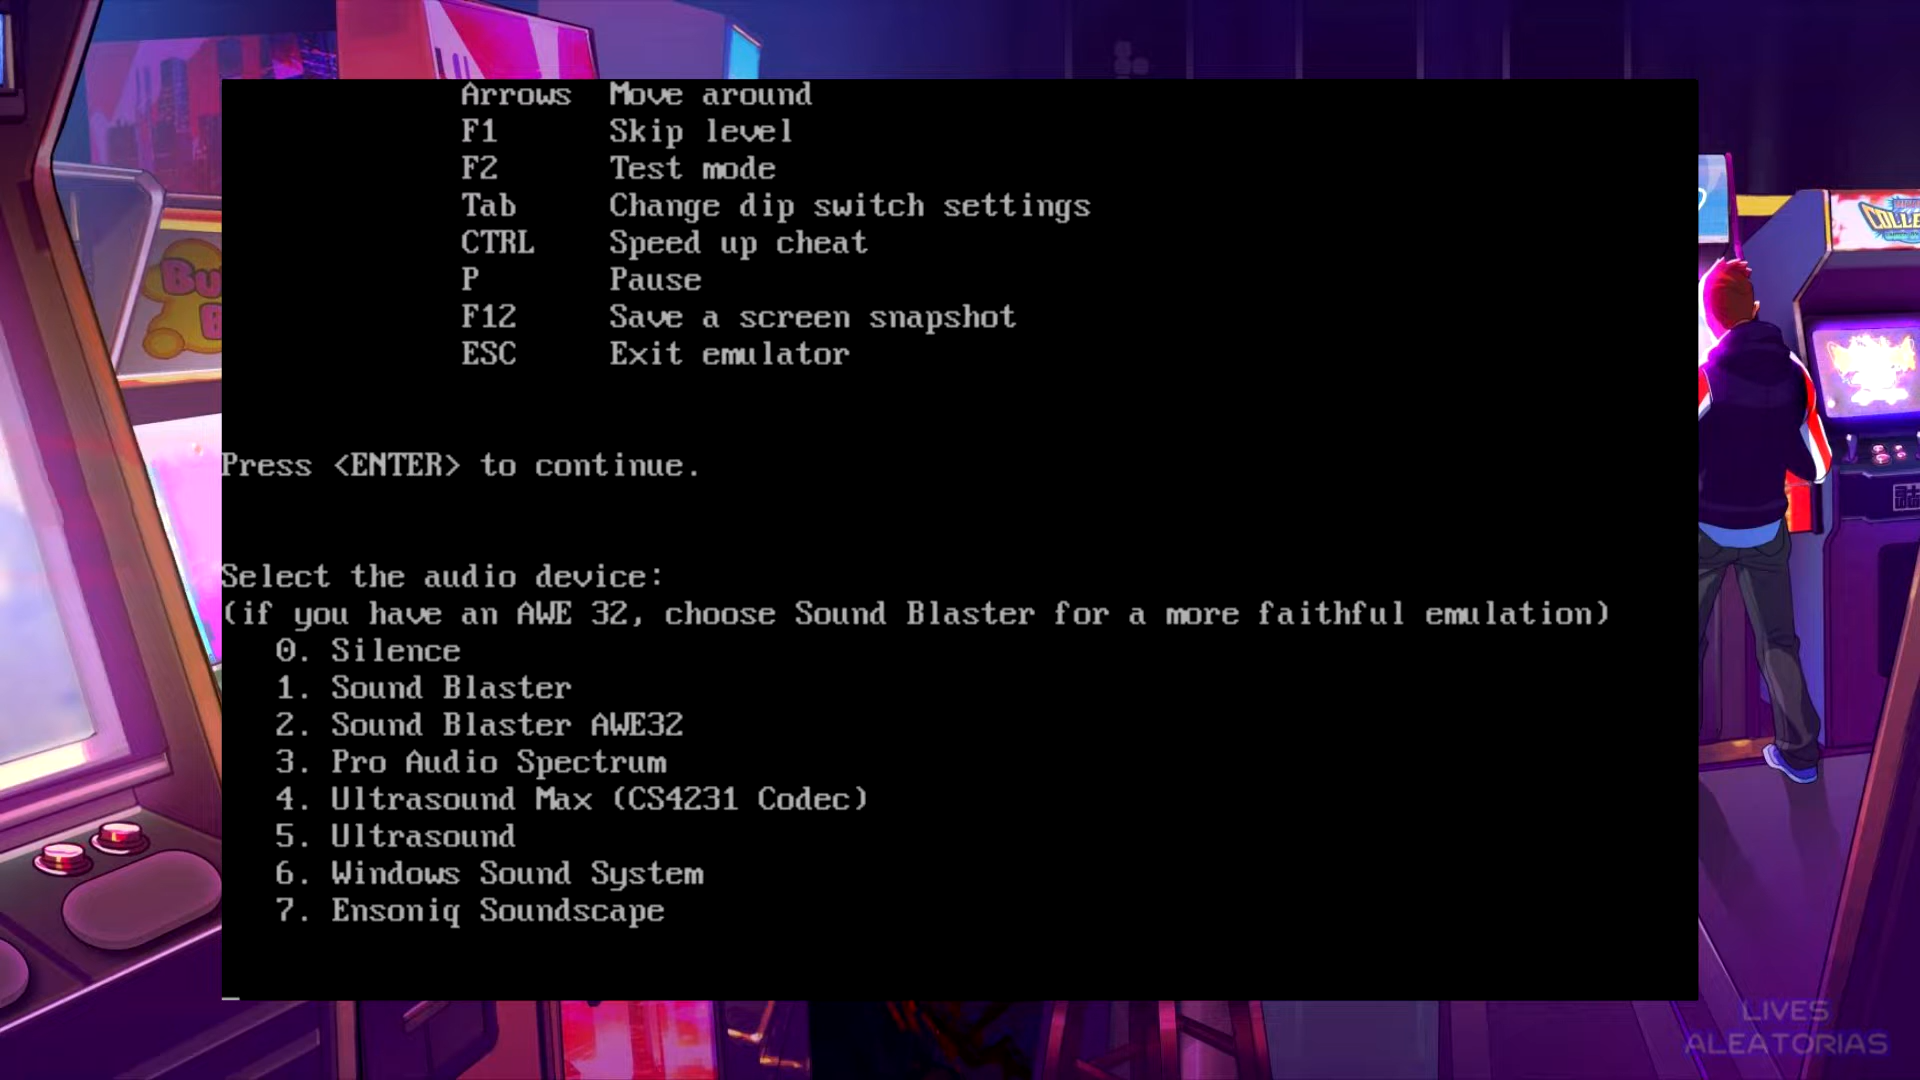 Arrows Move around
F1 Skip level
F2 Test mode
Tab Change dip switch settings
CTRL Speed up cheat
P Pause
F12 Save a screen snapshot
ESC Exit emulator
Press <ENTER> to continue.
Select the audio device:
(if you have an AWE 32, choose Sound Blaster for a more faithful emulation)
0. Silence
1. Sound Blaster
2. Sound Blaster AWE32
3. Pro Audio Spectrum
4. Ultrasound Max (CS4231 Codec)
5. Ultrasound
6. Windows Sound System
7. Ensoniq Soundscape
LIVES
ALEATORIAS